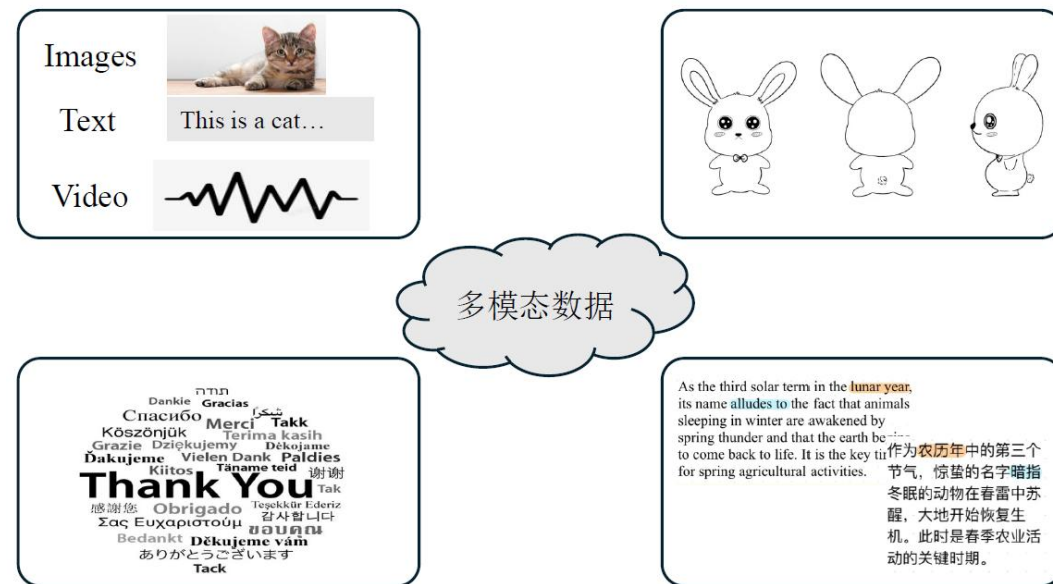 Images
Text
This is a cat…
Video
多模态数据
תודה
Dankie Gracias
Спасибо شكراً
Merci Takk
Köszönjük Terima kasih
Grazie Dziękujemy Dėkojame
Ďakujeme Vielen Dank Paldies
Kiitos Täname teid 谢谢
Thank You Tak
感謝您 Obrigado Teşekkür Ederiz
Σας Ευχαριστούμ 감사합니다
ขอบคุณ
Bedankt Děkujeme vám
ありがとうございます
Tack
As the third solar term in the lunar year,
its name alludes to the fact that animals
sleeping in winter are awakened by
spring thunder and that the earth
to come back to life. It is the key
for spring agricultural activities.
作为农历年中的第三个
节气，惊蛰的名字暗指
冬眠的动物在春雷中苏
醒，大地开始恢复生
机。此时是春季农业活
动的关键时期。